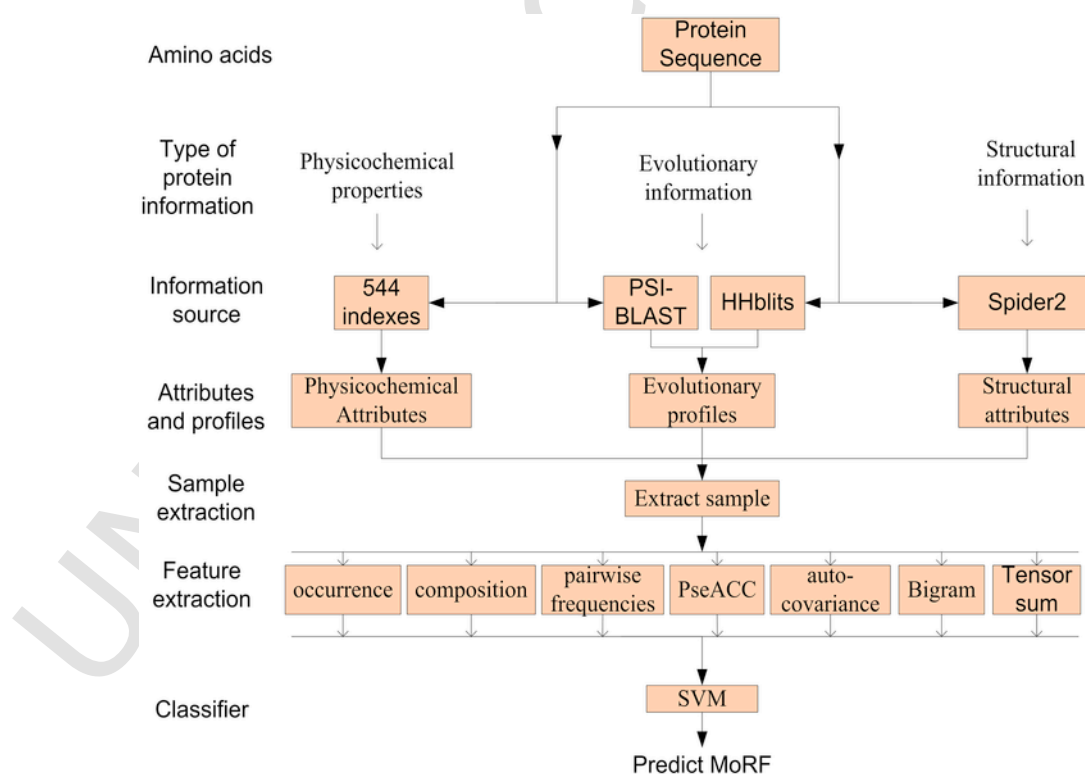 Amino acids
Protein
Sequence
Type of
protein
information
Physicochemical
properties
Evolutionary
information
Structural
information
Information
source
544
indexes
PSI-
BLAST
HHblits
Spider2
Attributes
and profiles
Physicochemical
Attributes
Evolutionary
profiles
Structural
attributes
Sample
extraction
Extract sample
Feature
extraction
occurrence
composition
pairwise
frequencies
PseACC
auto-
covariance
Bigram
Tensor
sum
Classifier
SVM
Predict MoRF